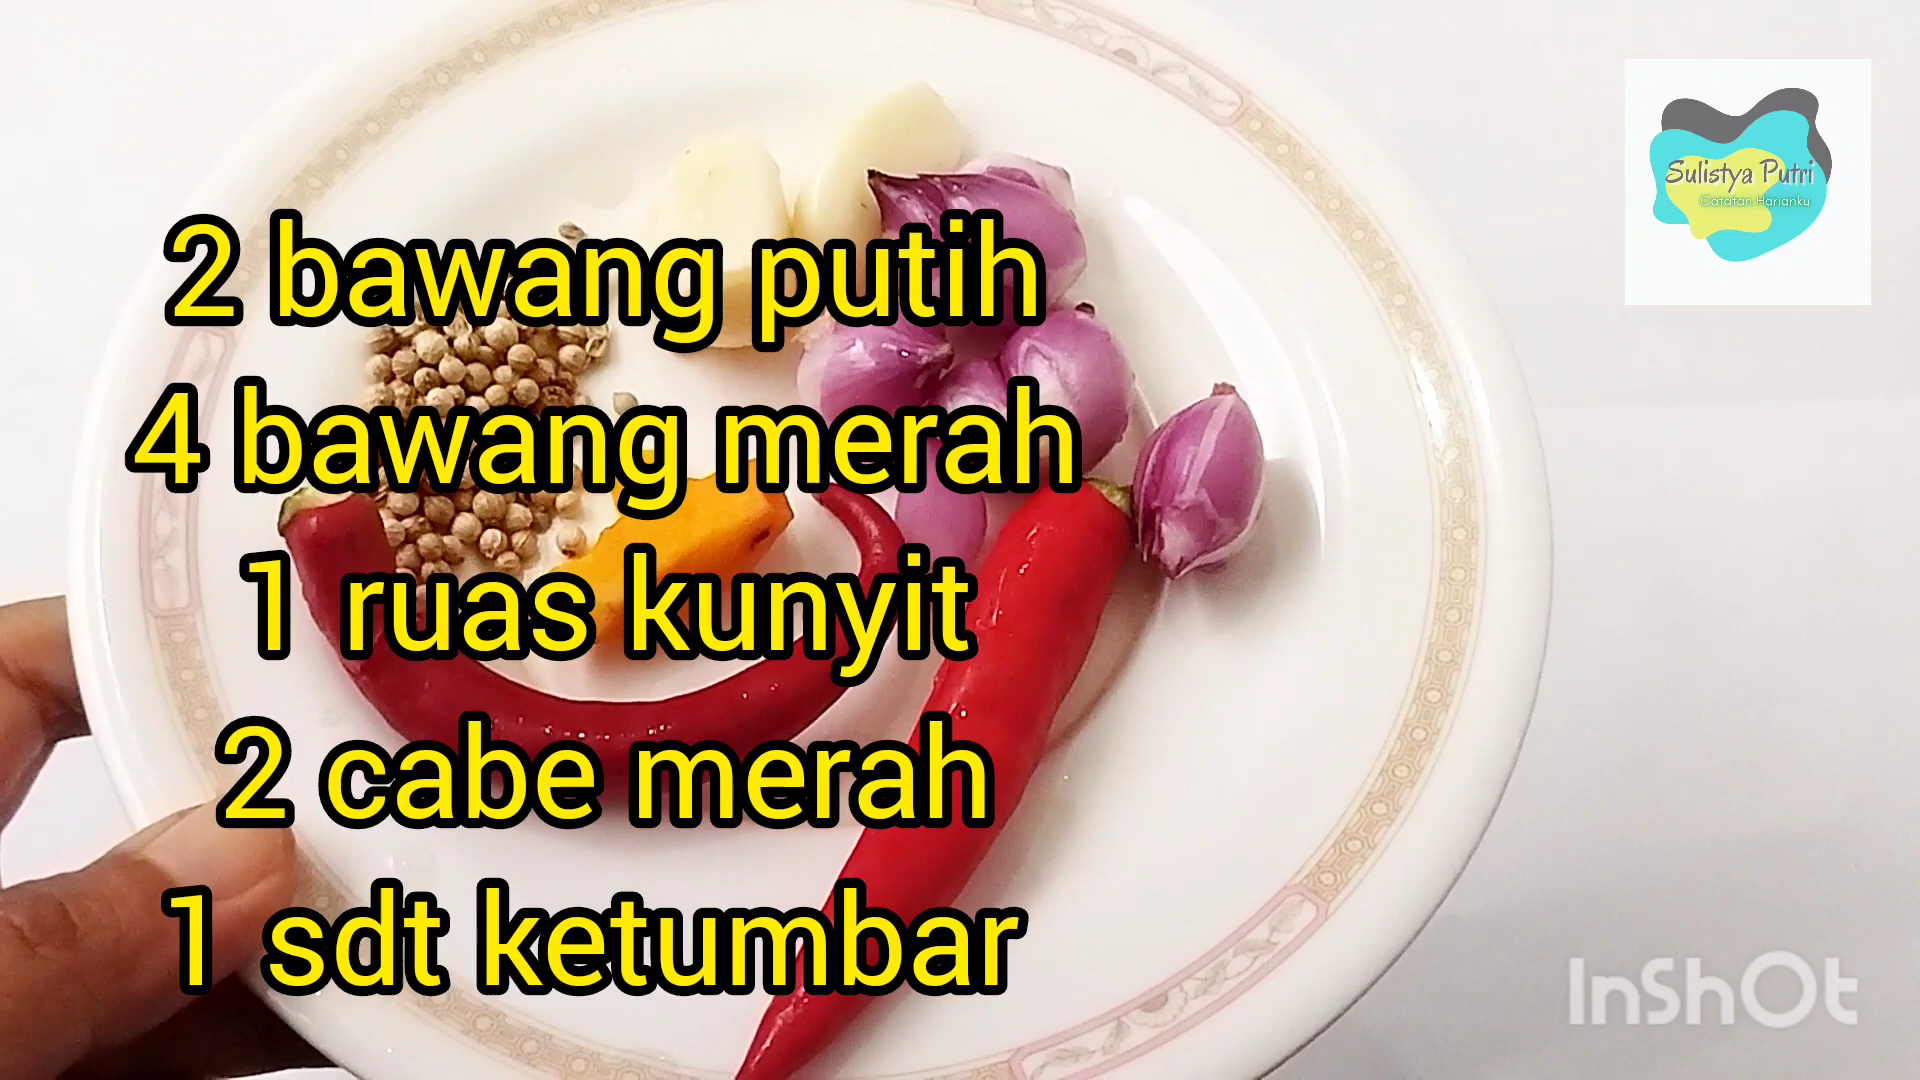 2 bawang putih
4 bawang merah
1 ruas kunyit
2 cabe merah
1 sdt ketumbar
Sulistya Putri
Catatan Harianku
InShOt